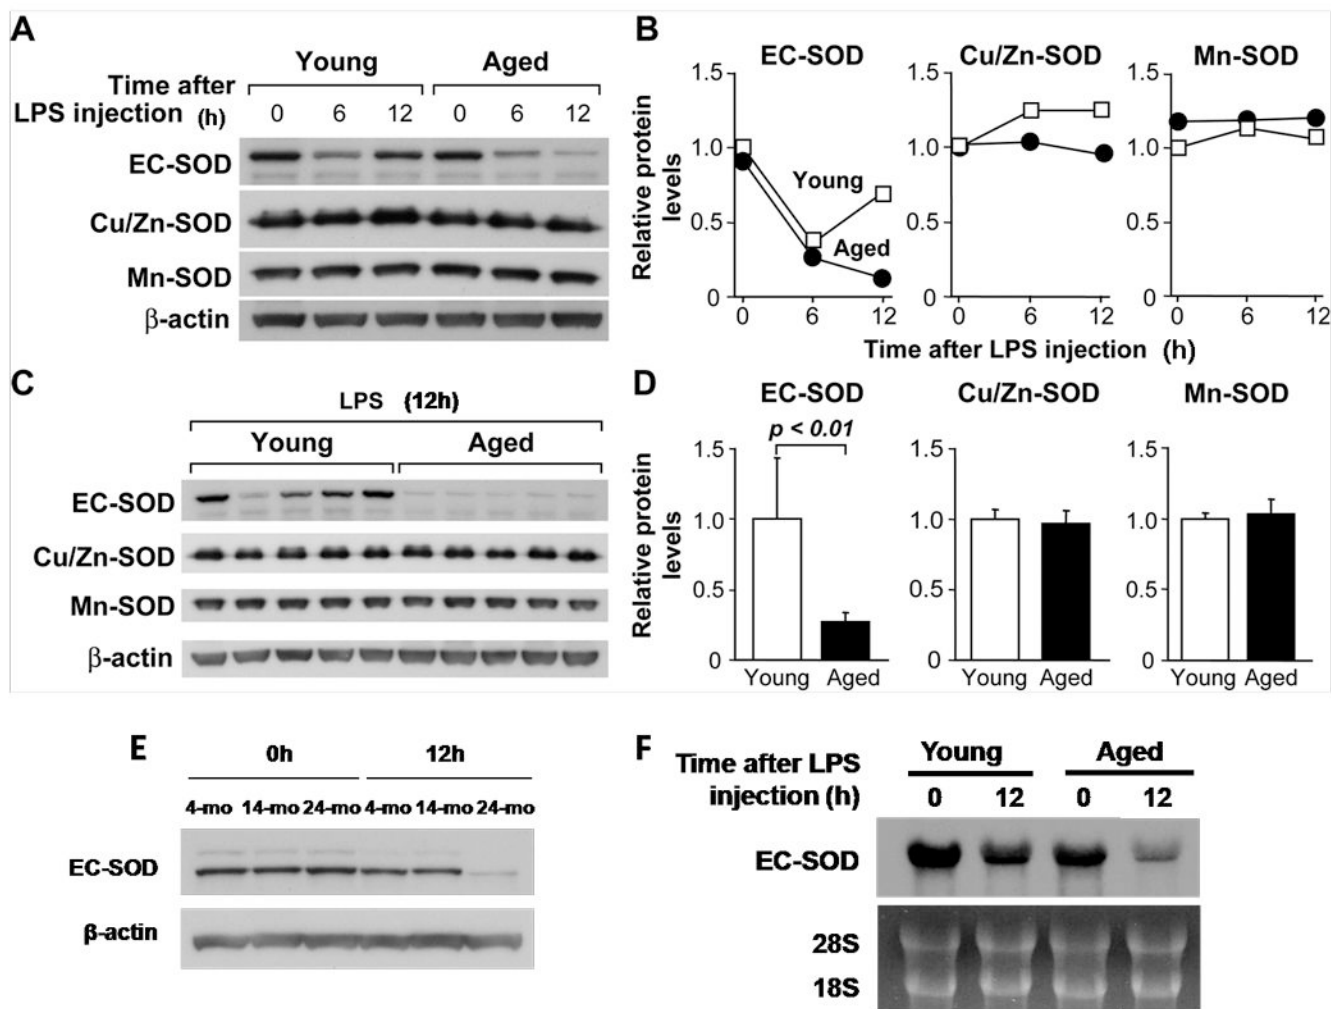 A
Young Aged
Time after
LPS injection (h) 0 6 12 0 6 12
EC-SOD
Cu/Zn-SOD
Mn-SOD
β-actin
B
EC-SOD Cu/Zn-SOD Mn-SOD
Relative protein
levels
1.5 1.5 1.5
1.0 1.0 1.0
Young
0.5 0.5 0.5
Aged
0 0 0
0 6 12 0 6 12 0 6 12
Time after LPS injection (h)
C
LPS (12h)
Young Aged
EC-SOD
Cu/Zn-SOD
Mn-SOD
β-actin
D
EC-SOD Cu/Zn-SOD Mn-SOD
p < 0.01
Relative protein
levels
1.5 1.5 1.5
1.0 1.0 1.0
0.5 0.5 0.5
0 0 0
Young Aged Young Aged Young Aged
E
0h 12h
4-mo 14-mo 24-mo 4-mo 14-mo 24-mo
EC-SOD
β-actin
F
Young Aged
Time after LPS
injection (h) 0 12 0 12
EC-SOD
28S
18S